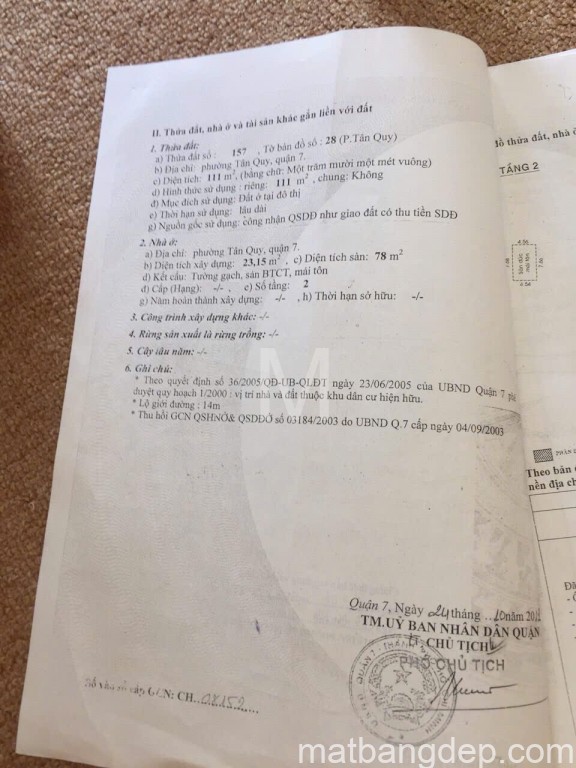 II. Thửa đất, nhà ở và tài sản khác gắn liền với đất
1. Thửa đất:
a) Thửa đất số : 157 , Tờ bản đồ số : 28 (P.Tân Quy)
b) Địa chỉ: phường Tân Quy, quận 7.
c) Diện tích: 111 m2, (bằng chữ: Một trăm mười một mét vuông)
d) Hình thức sử dụng : riêng: 111 m2, chung: Không
đ) Mục đích sử dụng: Đất ở tại đô thị
e) Thời hạn sử dụng: lâu dài
g) Nguồn gốc sử dụng: công nhận QSDĐ như giao đất có thu tiền SDĐ
2. Nhà ở:
a) Địa chỉ: phường Tân Quy, quận 7.
b) Diện tích xây dựng: 23,15 m2, c) Diện tích sàn: 78 m2
d) Kết cấu: Tường gạch, sàn BTCT, mái tôn
đ) Cấp (Hạng): -/-, e) Số tầng: 2
g) Năm hoàn thành xây dựng: -/-, h) Thời hạn sở hữu: -/-
3. Công trình xây dựng khác: -/-
4. Rừng sản xuất là rừng trồng: -/-
5. Cây lâu năm: -/-
6. Ghi chú:
* Theo quyết định số 36/2005/QĐ-UB-QLĐT ngày 23/06/2005 của UBND Quận 7 phê
duyệt quy hoạch 1/2000 : vị trí nhà và đất thuộc khu dân cư hiện hữu.
* Lộ giới đường : 14m
* Thu hồi GCN QSHNỞ& QSDĐỞ số 03184/2003 do UBND Q.7 cấp ngày 04/09/2003
M
Quận 7, Ngày 24 tháng 10 năm
TM.UỶ BAN NHÂN DÂN QUẬN
CHỦ TỊCH
PHÓ CHỦ TỊCH
Số vào sổ cấp GCN: CH
đồ thửa đất, nhà ở
TẦNG 2
Theo bản
nền địa ch
matbangdep.com